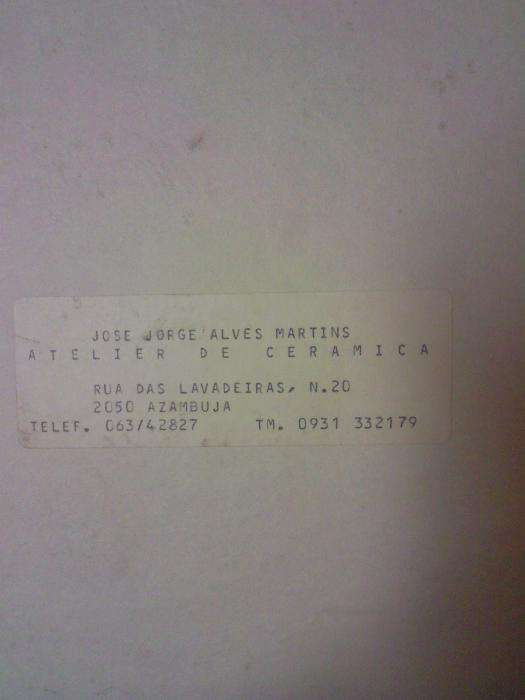 JOSE JORGE ALVES MARTINS
ATELIER DE CERAMICA
RUA DAS LAVADEIRAS, N.20
2050 AZAMBUJA
TELEF. 063/42827 TM. 0931 332179